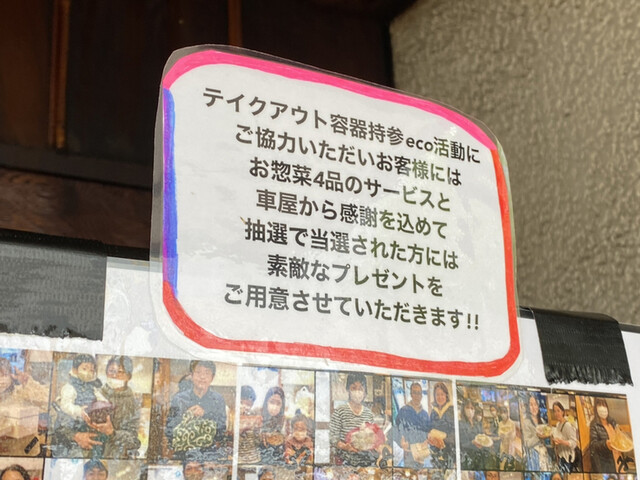 テイクアウト容器持参eco活動に
ご協力いただいお客様には
お惣菜4品のサービスと
車屋から感謝を込めて
抽選で当選された方には
素敵なプレゼントを
ご用意させていただきます!!